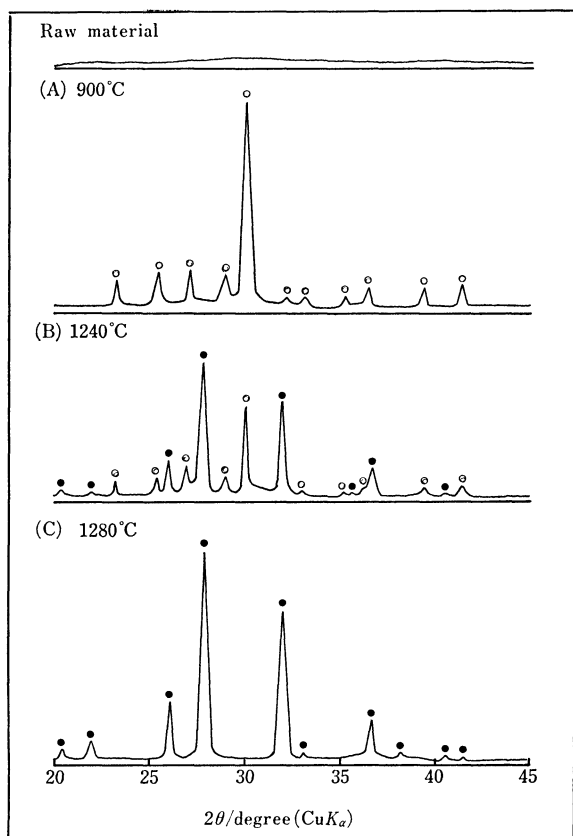 Raw material
(A) 900°C
(B) 1240°C
(C) 1280°C
20 25 30 35 40 45
2θ/degree (CuKα)